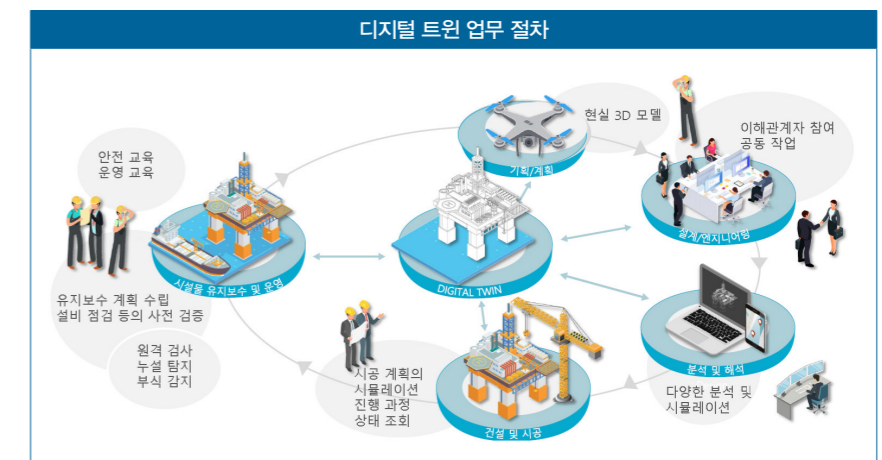 디지털 트윈 업무 절차
현실 3D 모델
기획/계획
이해관계자 참여
공동 작업
설계/엔지니어링
안전 교육
운영 교육
시설물 유지보수 및 운영
DIGITAL TWIN
유지보수 계획 수립
설비 점검 등의 사전 검증
원격 검사
누설 탐지
부식 감지
시공 계획의
시뮬레이션
진행 과정
상태 조회
건설 및 시공
분석 및 해석
다양한 분석 및
시뮬레이션